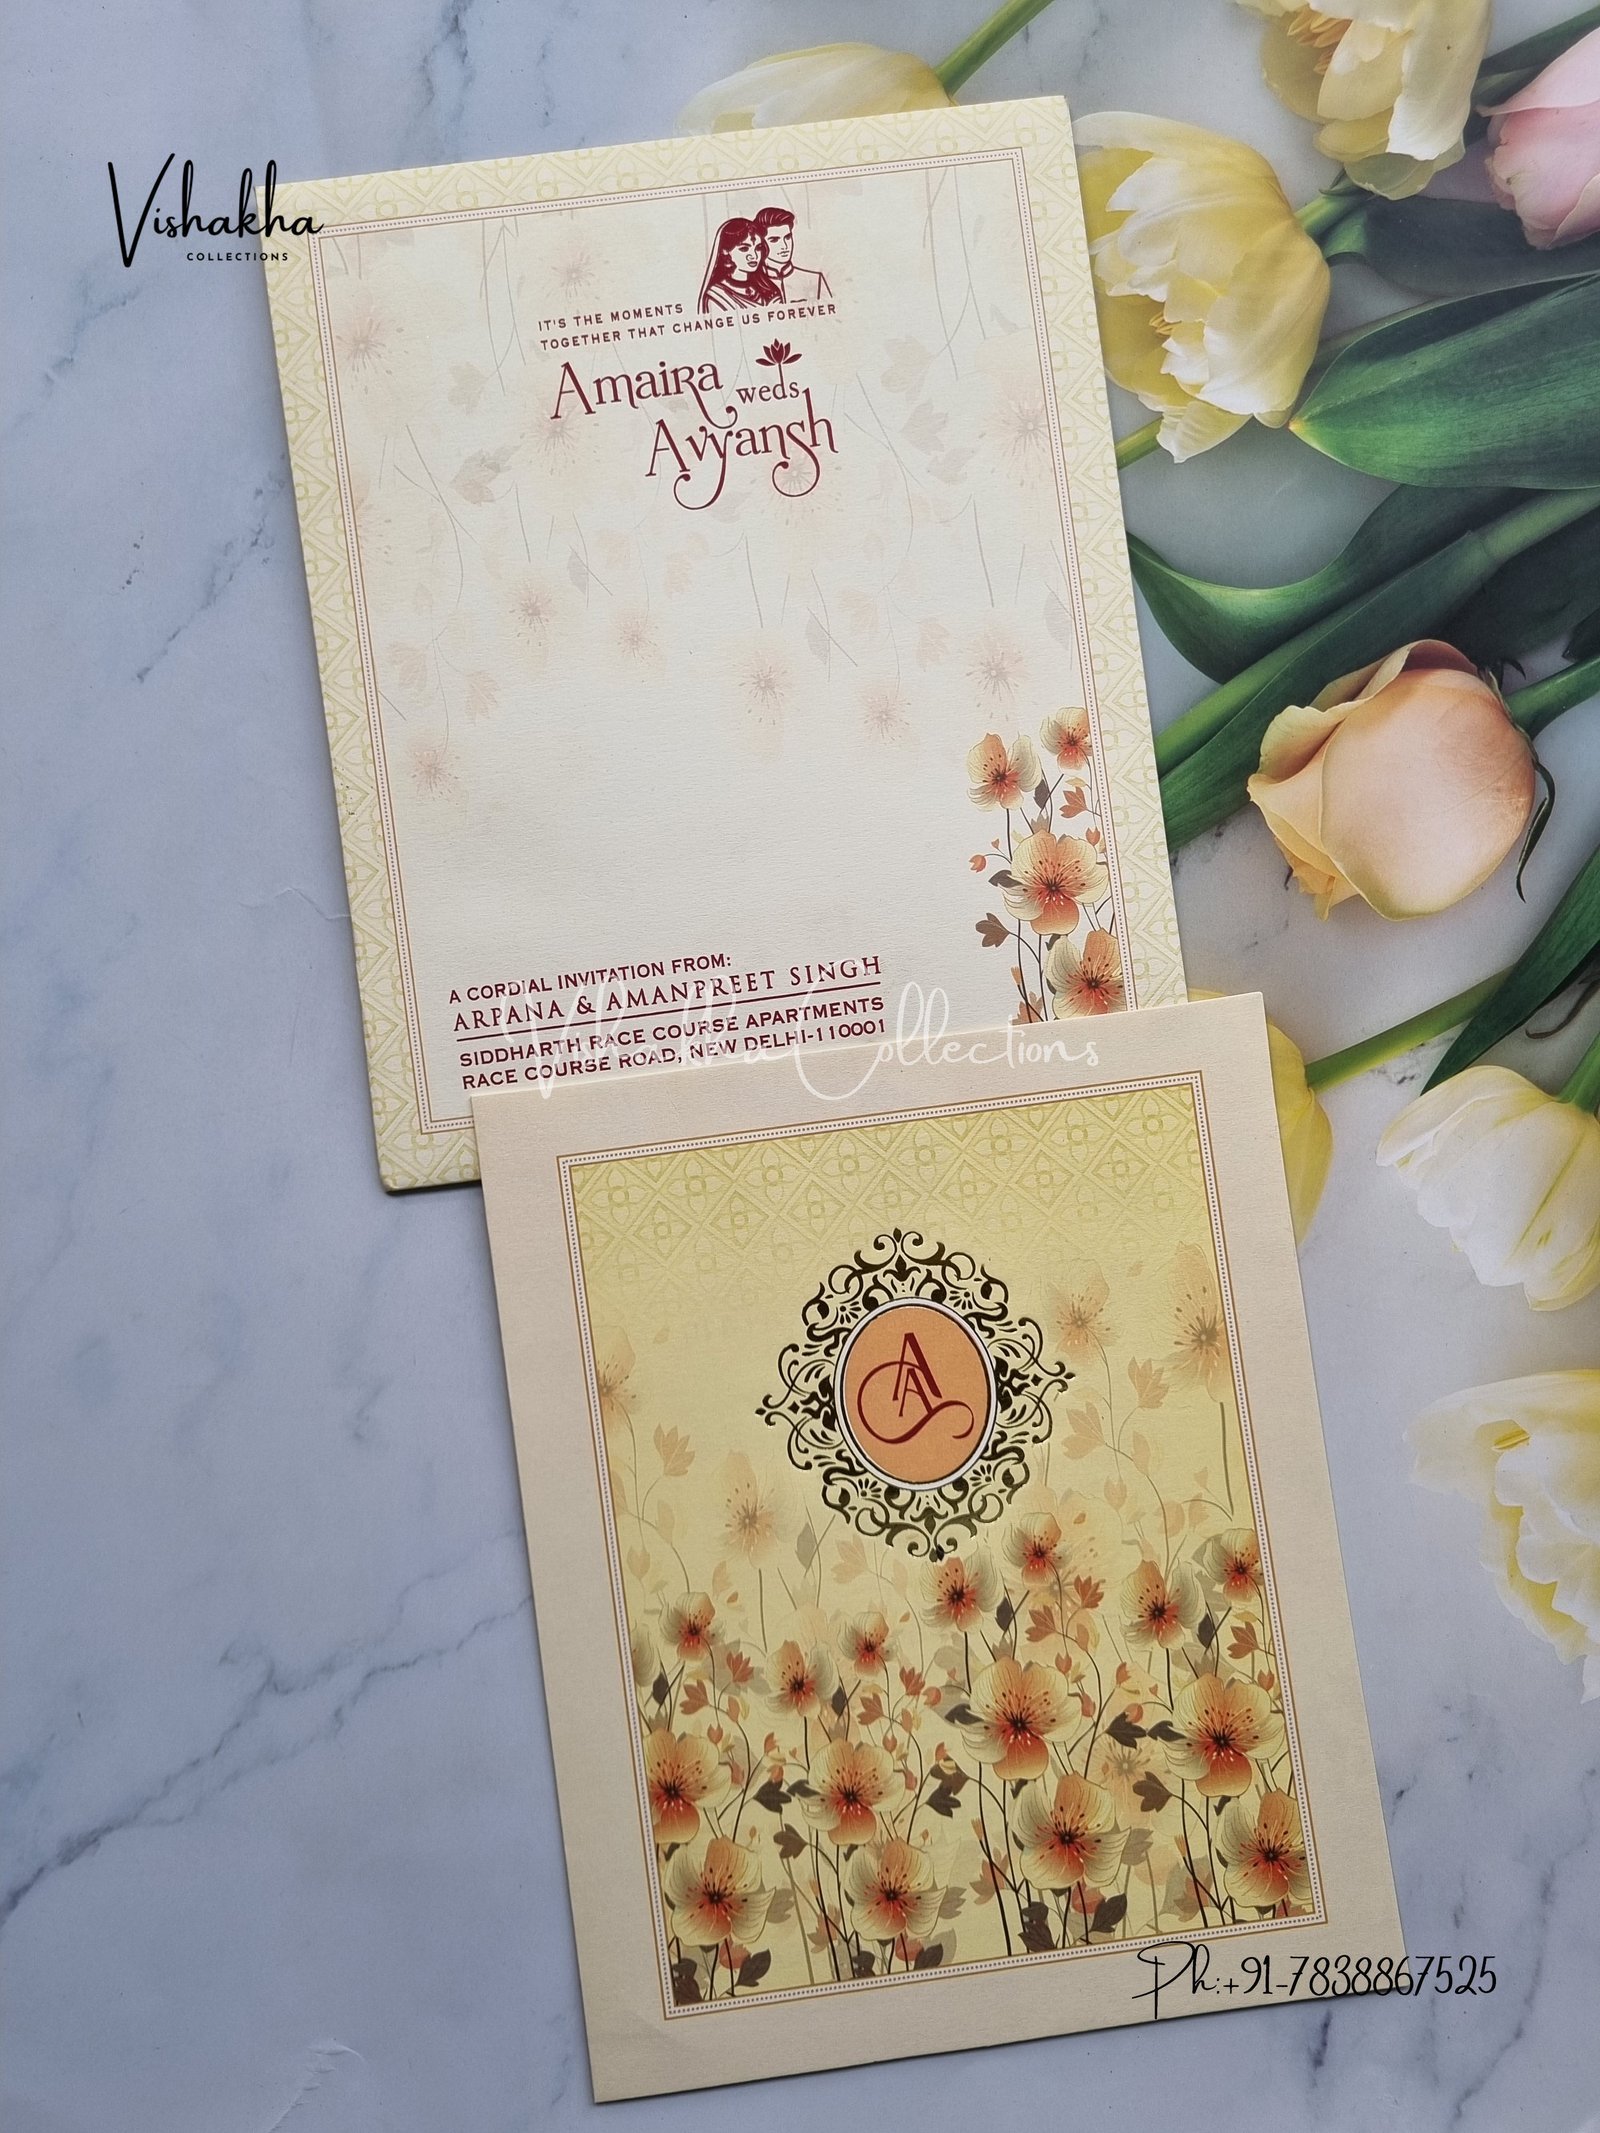 Vishakha
COLLECTIONS
IT'S THE MOMENTS
TOGETHER THAT CHANGE US FOREVER
Amaira weds
Avyansh
A CORDIAL INVITATION FROM:
ARPANA & AMANPREET SINGH
SIDDHARTH RACE COURSE APARTMENTS
RACE COURSE ROAD, NEW DELHI-110001
Vishakha Collections
AA
Ph:+91-7838867525